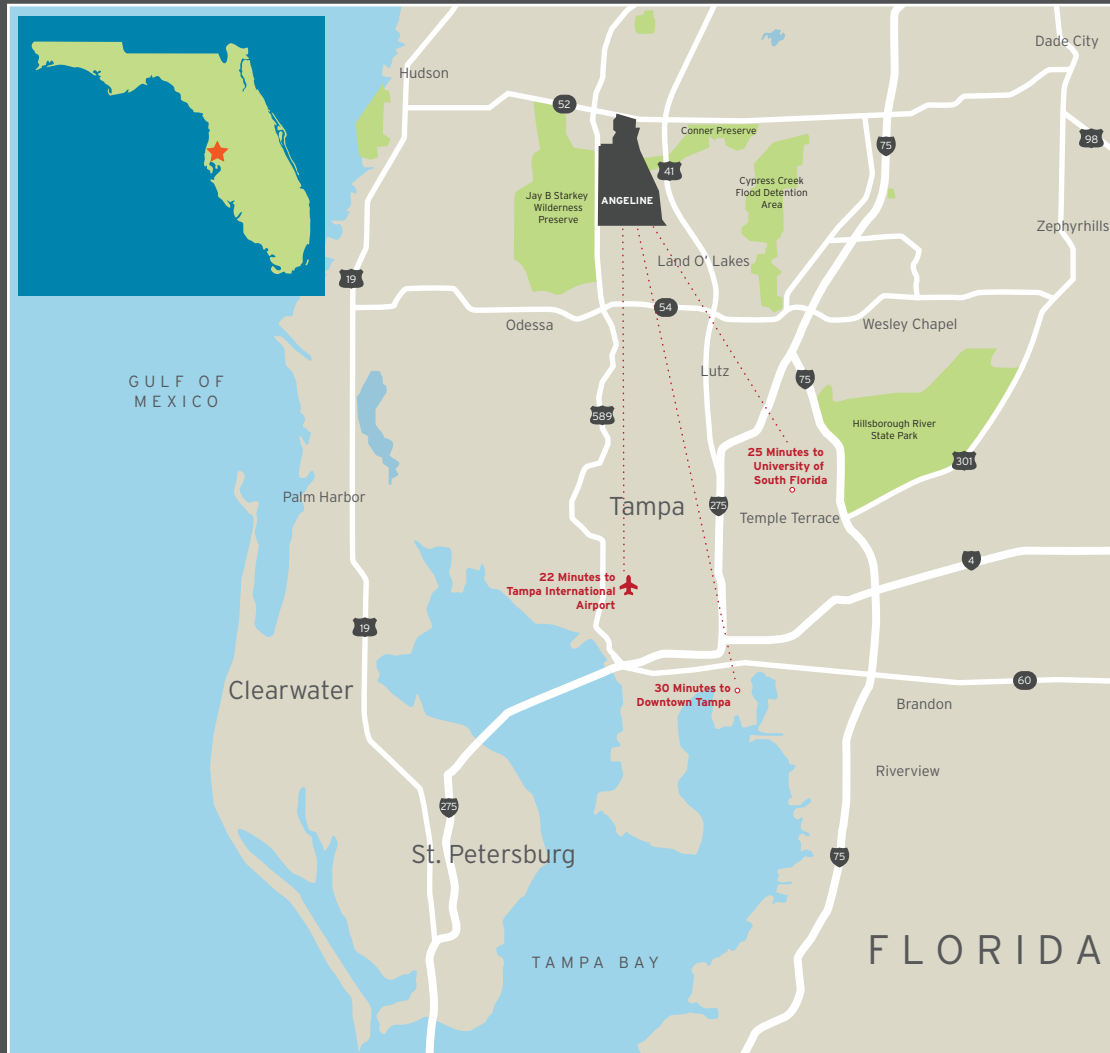 Dade City
Hudson
52
98
Conner Preserve
75
41
Jay B Starkey
Wilderness
Preserve
ANGELINE
Cypress Creek
Flood Detention
Area
Zephyrhills
Land O' Lakes
19
54
Odessa
Wesley Chapel
GULF OF
MEXICO
Lutz
75
589
Hillsborough River
State Park
25 Minutes to
University of
South Florida
301
Palm Harbor
Tampa
275
Temple Terrace
4
22 Minutes to
Tampa International
Airport
19
Clearwater
30 Minutes to
Downtown Tampa
60
Brandon
Riverview
275
St. Petersburg
75
FLORIDA
TAMPA BAY